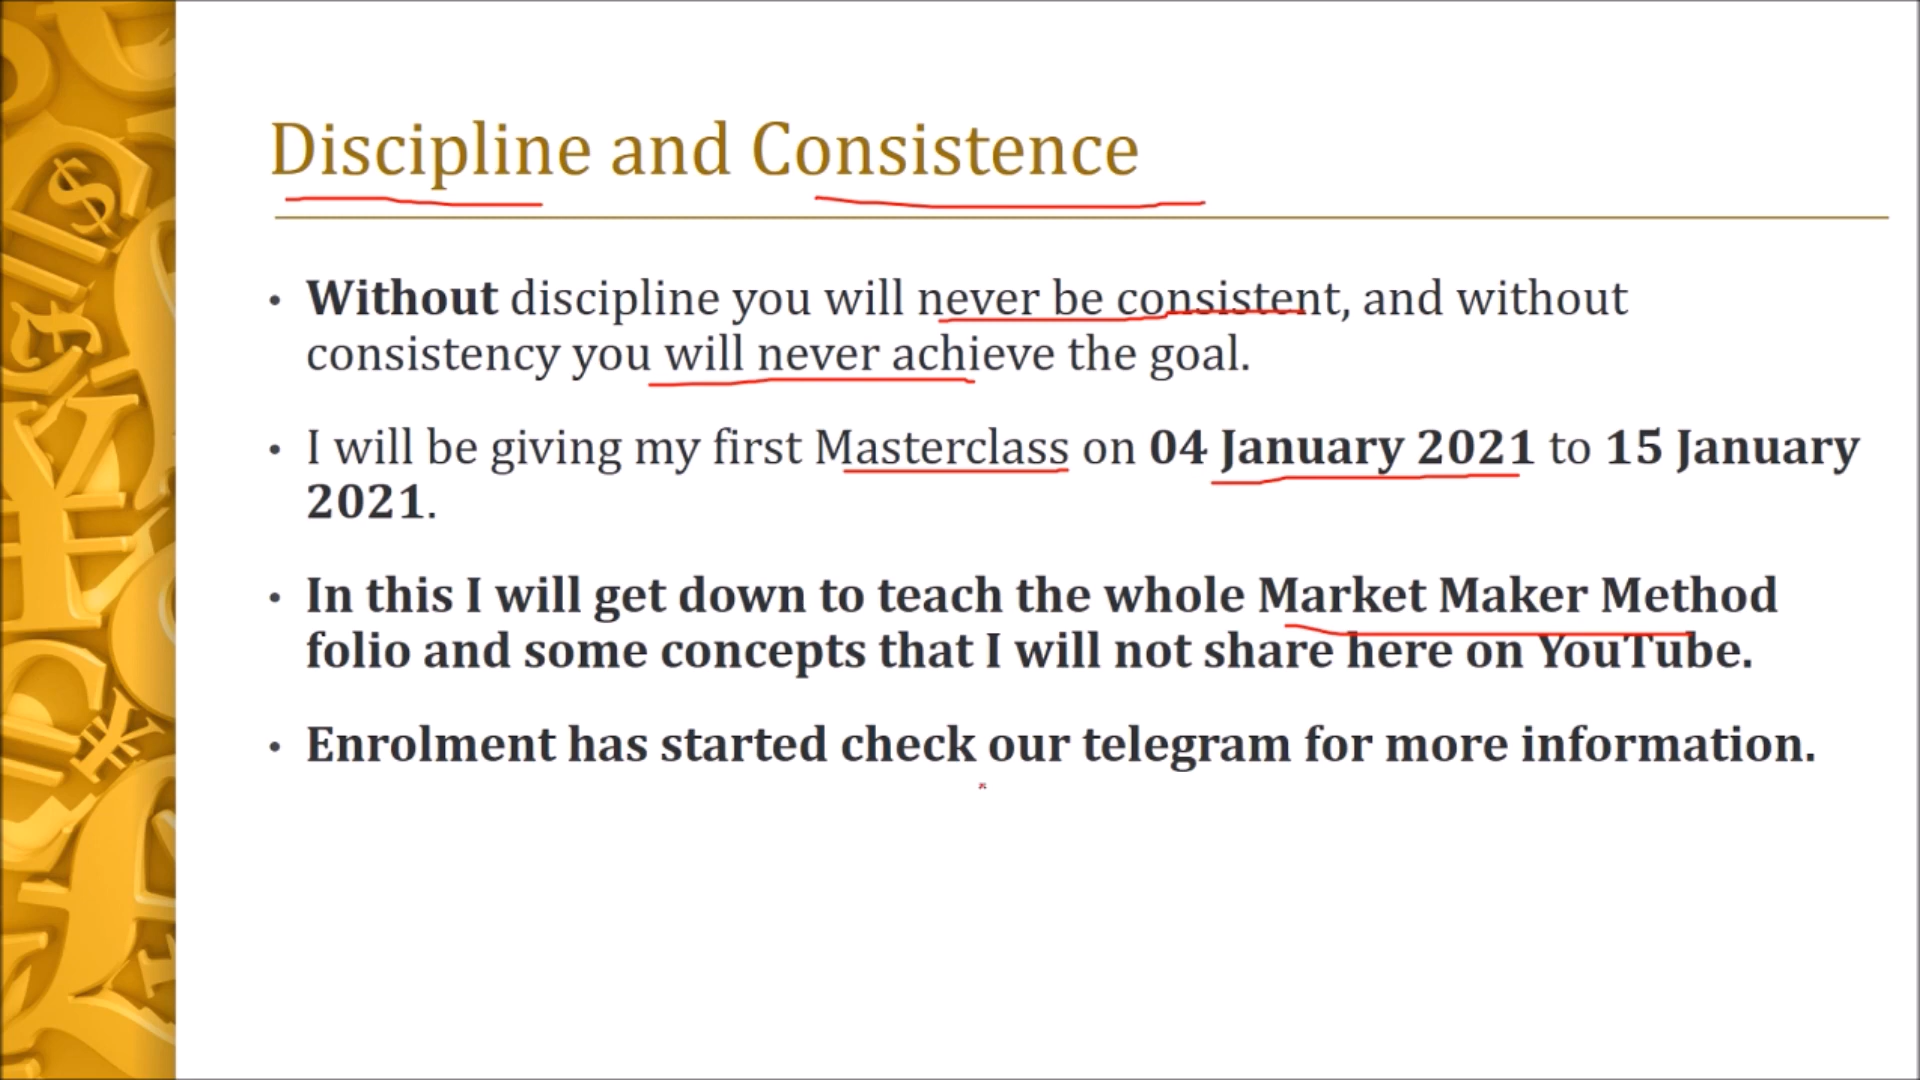 Discipline and Consistence
• Without discipline you will never be consistent, and without
consistency you will never achieve the goal.
• I will be giving my first Masterclass on 04 January 2021 to 15 January
2021.
• In this I will get down to teach the whole Market Maker Method
folio and some concepts that I will not share here on YouTube.
• Enrolment has started check our telegram for more information.